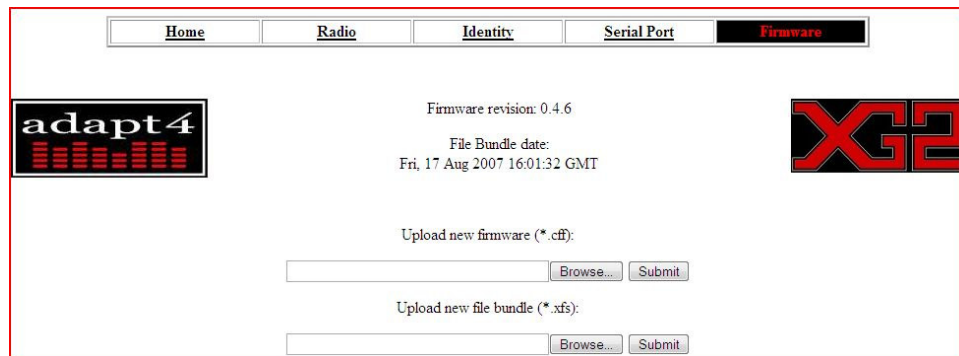 Home Radio Identity Serial Port Firmware
adapt4
Firmware revision: 0.4.6
XG2
File Bundle date:
Fri, 17 Aug 2007 16:01:32 GMT
Upload new firmware (*.cff):
Browse... Submit
Upload new file bundle (*.xfs):
Browse... Submit